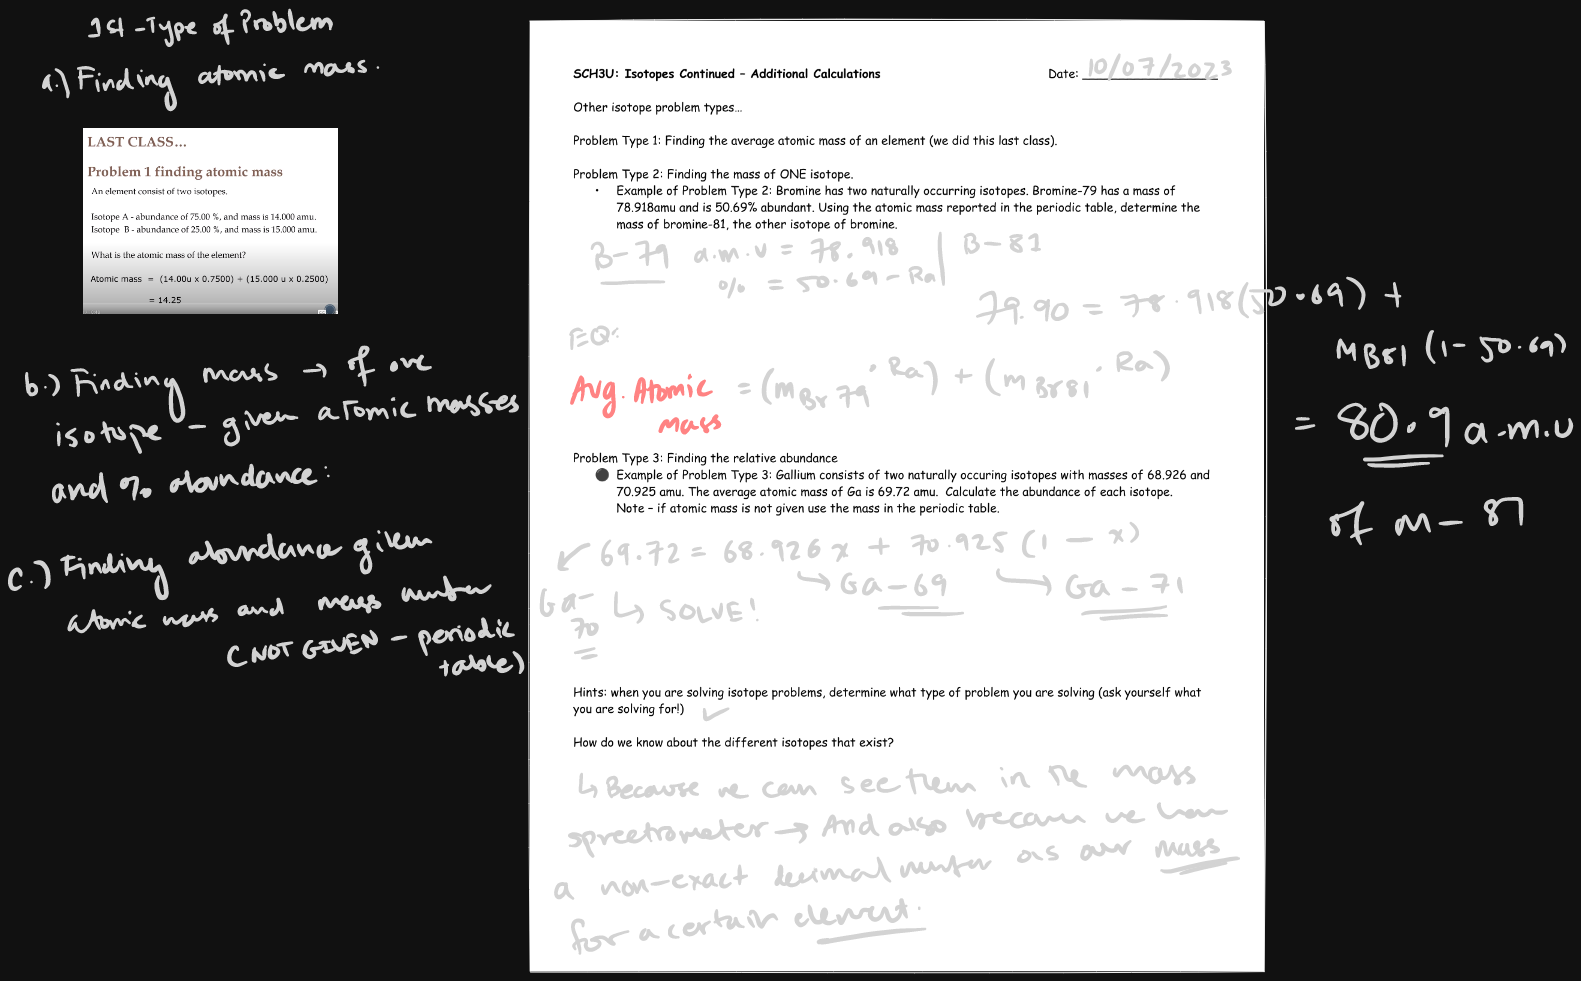 1st - Type of Problem
a.) Finding atomic mass.
LAST CLASS...
Problem 1 finding atomic mass
An element consist of two isotopes.
Isotope A - abundance of 75.00 %, and mass is 14.000 amu.
Isotope B - abundance of 25.00 %, and mass is 15.000 amu.
What is the atomic mass of the element?
Atomic mass = (14.00u x 0.7500) + (15.000 u x 0.2500)
= 14.25
b.) Finding mass → of one
isotope - given atomic masses
and % abundance:
C.) Finding abundance given
atomic mass and mass number
(NOT GIVEN - periodic
table)
SCH3U: Isotopes Continued – Additional Calculations
Date: 10/07/2023
Other isotope problem types...
Problem Type 1: Finding the average atomic mass of an element (we did this last class).
Problem Type 2: Finding the mass of ONE isotope.
• Example of Problem Type 2: Bromine has two naturally occurring isotopes. Bromine-79 has a mass of
78.918amu and is 50.69% abundant. Using the atomic mass reported in the periodic table, determine the
mass of bromine-81, the other isotope of bromine.
B-79 a.m.u = 78.918 | B-81
% = 50.69 - Ra
79.90 = 78.918(50.69) +
MB81 (1 - 50.69)
= 80.9 a.m.u
of m - 81
EQ:
Avg. Atomic = (mBr79 · Ra) + (mBr81 · Ra)
mass
Problem Type 3: Finding the relative abundance
● Example of Problem Type 3: Gallium consists of two naturally occuring isotopes with masses of 68.926 and
70.925 amu. The average atomic mass of Ga is 69.72 amu. Calculate the abundance of each isotope.
Note – if atomic mass is not given use the mass in the periodic table.
69.72 = 68.926x + 70.925 (1 - x)
↳ Ga-69 ↳ Ga-71
Ga-
70
↳ SOLVE!
Hints: when you are solving isotope problems, determine what type of problem you are solving (ask yourself what
you are solving for!)
How do we know about the different isotopes that exist?
↳ Because we can see them in the mass
spreetrometer → And also because we have
a non-exact decimal number as our mass
for a certain element.